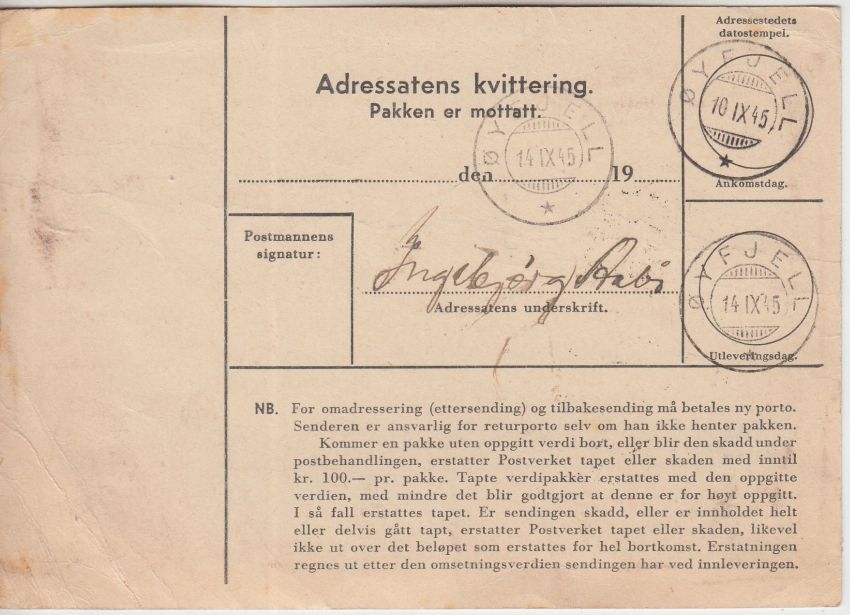 Adressestedets
datostempel.
ØYFJELL
10 IX 45
Ankomstdag.
Adressatens kvittering.
Pakken er mottatt.
ØYFJELL
14 IX 45
den 19
Postmannens
signatur:
Ingebjørg
Adressatens underskrift.
ØYFJELL
14 IX 45
Utleveringsdag.
NB. For omadressering (ettersending) og tilbakesending må betales ny porto.
Senderen er ansvarlig for returporto selv om han ikke henter pakken.
Kommer en pakke uten oppgitt verdi bort, eller blir den skadd under
postbehandlingen, erstatter Postverket tapet eller skaden med inntil
kr. 100.— pr. pakke. Tapte verdipakker erstattes med den oppgitte
verdien, med mindre det blir godtgjort at denne er for høyt oppgitt.
I så fall erstattes tapet. Er sendingen skadd, eller er innholdet helt
eller delvis gått tapt, erstatter Postverket tapet eller skaden, likevel
ikke ut over det beløpet som erstattes for hel bortkomst. Erstatningen
regnes ut etter den omsetningsverdien sendingen har ved innleveringen.